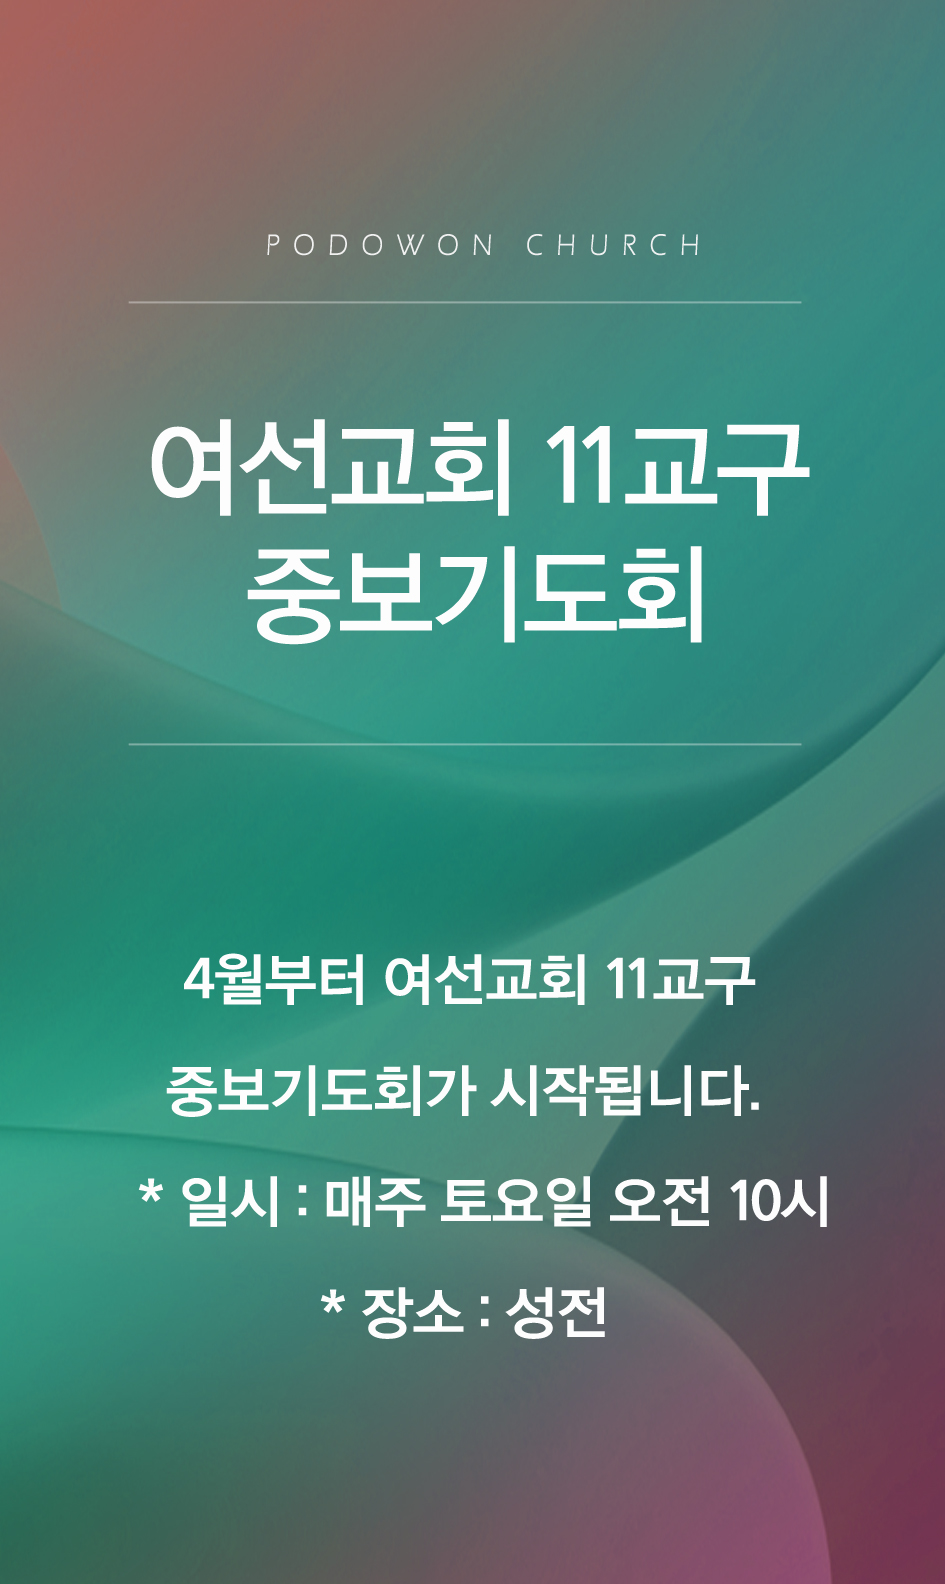 PODOWON CHURCH
여선교회 11교구
중보기도회
4월부터 여선교회 11교구
중보기도회가 시작됩니다.
* 일시 : 매주 토요일 오전 10시
* 장소 : 성전